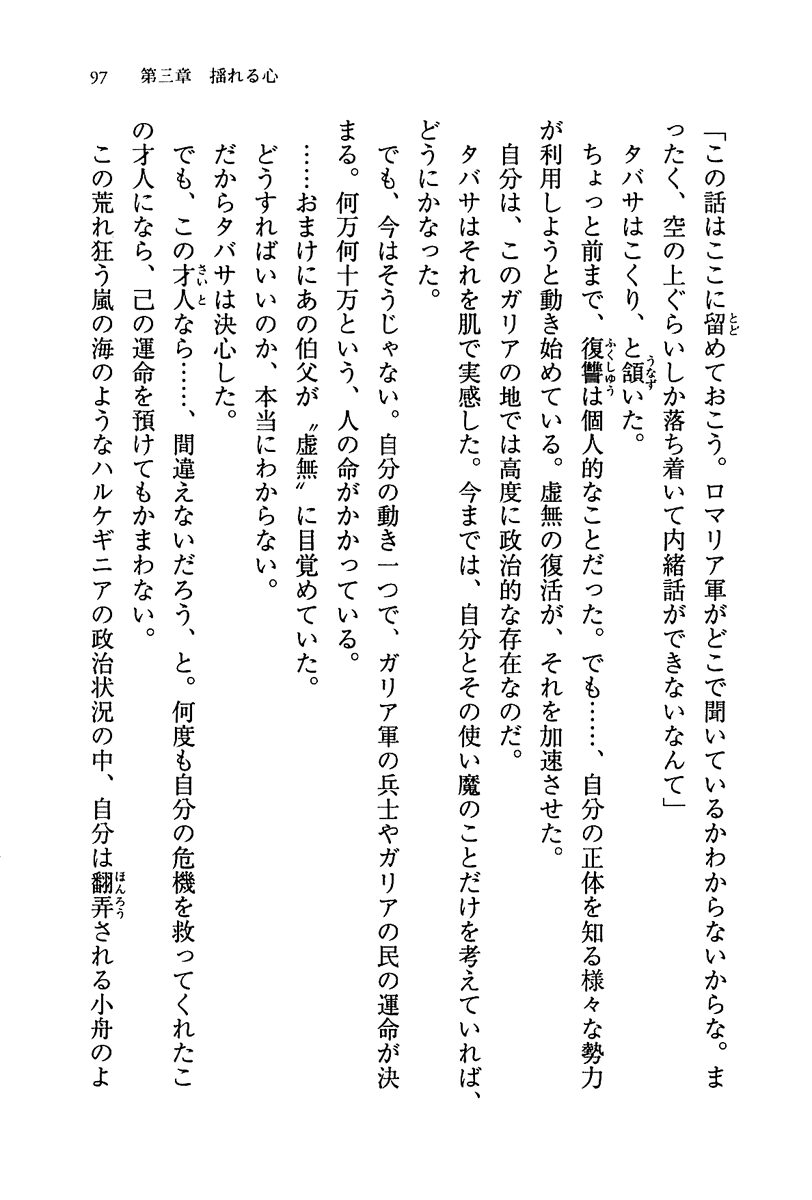 97　第三章　揺れる心
「この話はここに留めておこう。ロマリア軍がどこで聞いているかわからないからな。ま
ったく、空の上ぐらいしか落ち着いて内緒話ができないなんて」
　タバサはこくり、と頷いた。
　ちょっと前まで、復讐は個人的なことだった。でも……、自分の正体を知る様々な勢力
が利用しようと動き始めている。虚無の復活が、それを加速させた。
　自分は、このガリアの地では高度に政治的な存在なのだ。
　タバサはそれを肌で実感した。今までは、自分とその使い魔のことだけを考えていれば、
どうにかなった。
　でも、今はそうじゃない。自分の動き一つで、ガリア軍の兵士やガリアの民の運命が決
まる。何万何十万という、人の命がかかっている。
　……おまけにあの伯父が〝虚無〟に目覚めていた。
　どうすればいいのか、本当にわからない。
　だからタバサは決心した。
　でも、この才人なら……、間違えないだろう、と。何度も自分の危機を救ってくれたこ
の才人になら、己の運命を預けてもかまわない。
　この荒れ狂う嵐の海のようなハルケギニアの政治状況の中、自分は翻弄される小舟のよ